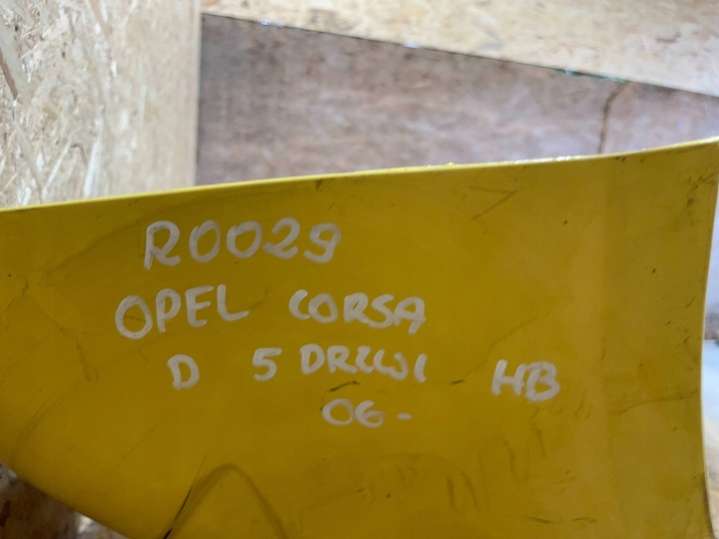 R0029
OPEL CORSA
D 5 DRZWI HB
06-